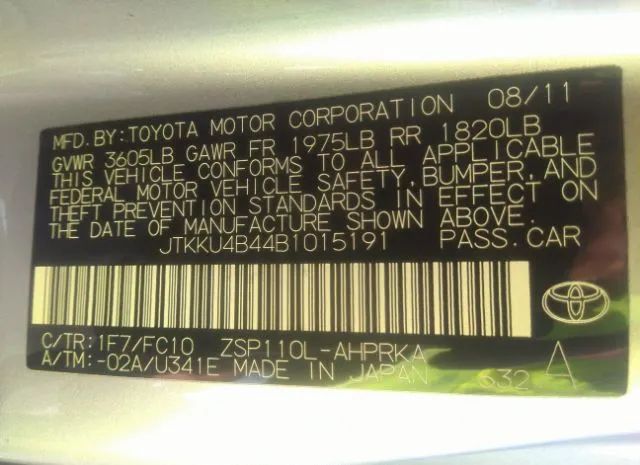 MFD. BY: TOYOTA MOTOR CORPORATION 08/11
GVWR 3605LB GAWR FR 1975LB RR 1820LB
THIS VEHICLE CONFORMS TO ALL APPLICABLE
FEDERAL MOTOR VEHICLE SAFETY, BUMPER, AND
THEFT PREVENTION STANDARDS IN EFFECT ON
THE DATE OF MANUFACTURE SHOWN ABOVE.
JTKKU4B44B1015191 PASS. CAR
C/TR: 1F7/FC10 ZSP110L-AHPRKA A
A/TM: -02A/U341E MADE IN JAPAN 632